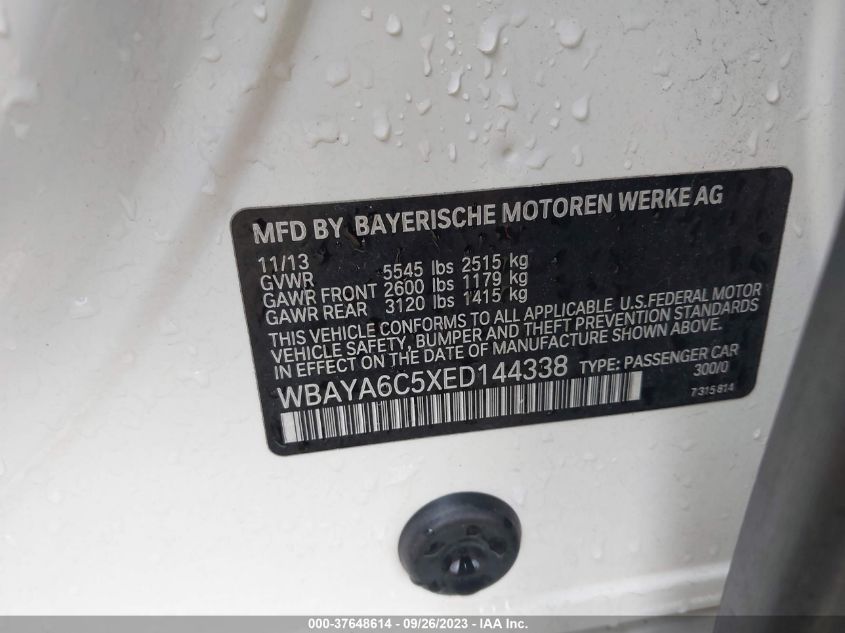 MFD BY BAYERISCHE MOTOREN WERKE AG
11/13
GVWR 5545 lbs 2515 kg
GAWR FRONT 2600 lbs 1179 kg
GAWR REAR 3120 lbs 1415 kg
THIS VEHICLE CONFORMS TO ALL APPLICABLE U.S.FEDERAL MOTOR
VEHICLE SAFETY, BUMPER AND THEFT PREVENTION STANDARDS
IN EFFECT ON THE DATE OF MANUFACTURE SHOWN ABOVE.
WBAYA6C5XED144338 TYPE: PASSENGER CAR
300/0
7 315 814
000-37648614 - 09/26/2023 - IAA Inc.